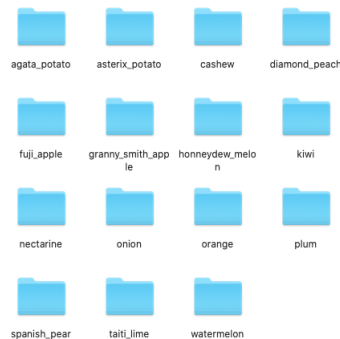 agata_potato
asterix_potato
cashew
diamond_peach
fuji_apple
granny_smith_app
le
honneydew_melo
n
kiwi
nectarine
onion
orange
plum
spanish_pear
taiti_lime
watermelon